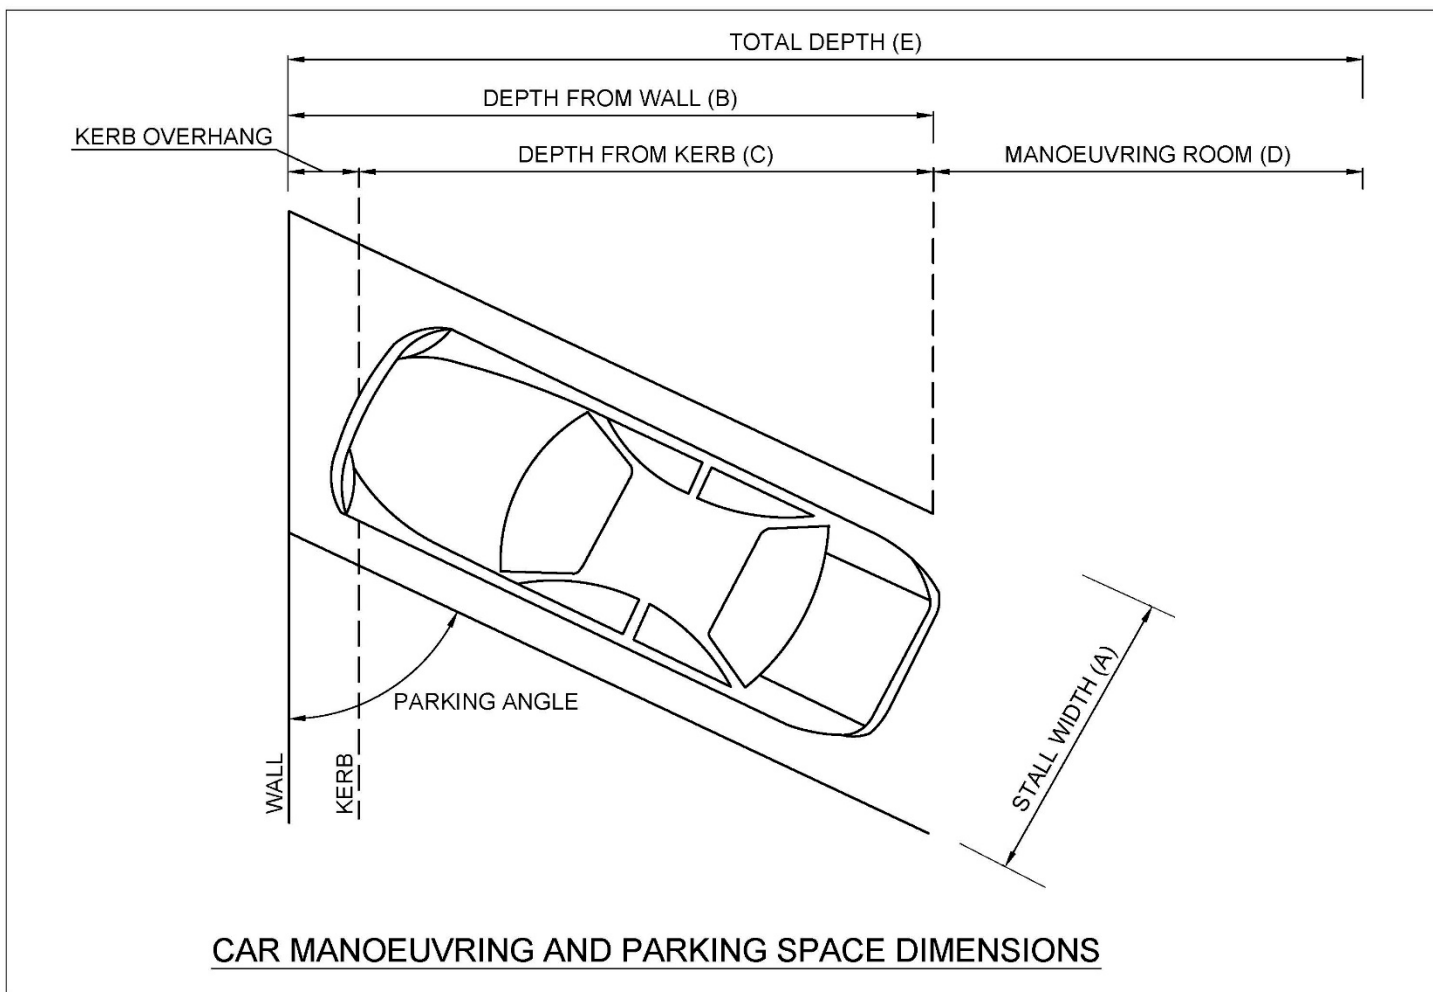 TOTAL DEPTH (E)
DEPTH FROM WALL (B)
KERB OVERHANG
DEPTH FROM KERB (C)
MANOEUVRING ROOM (D)
PARKING ANGLE
STALL WIDTH (A)
WALL
KERB
CAR MANOEUVRING AND PARKING SPACE DIMENSIONS